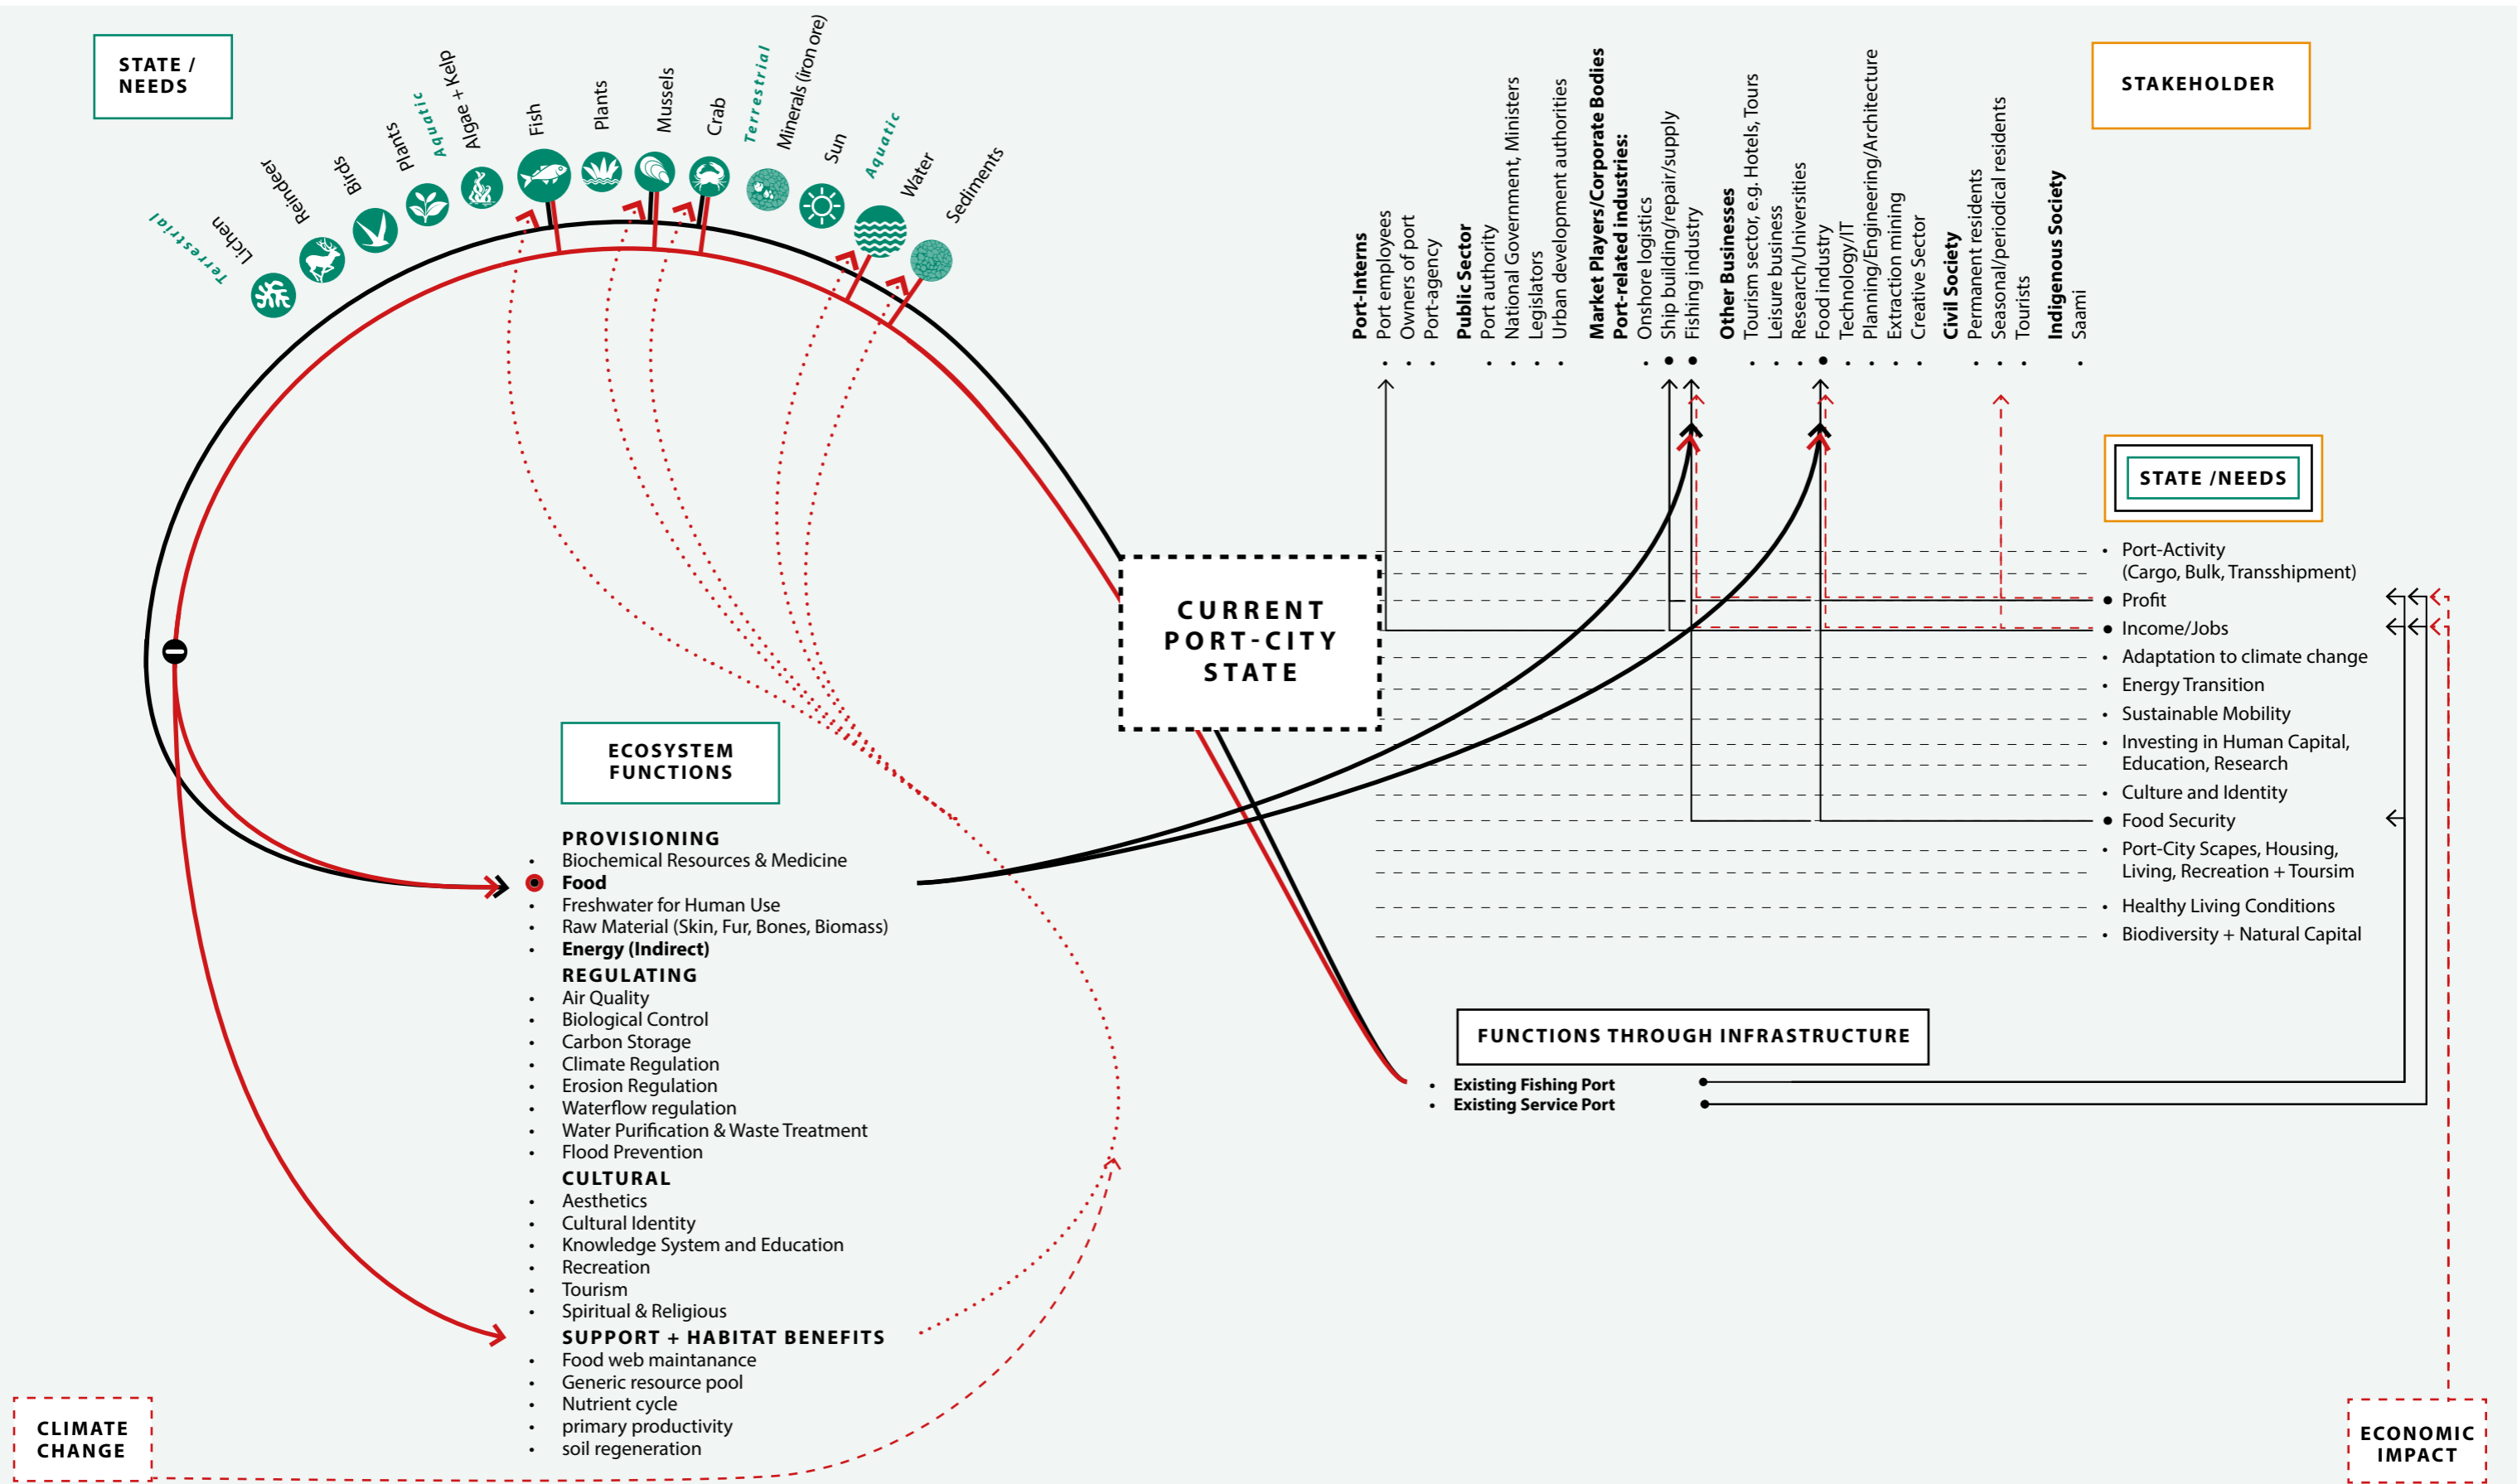 STATE /
NEEDS
Terrestrial
Lichen
Reindeer
Birds
Plants
Aquatic
Algae + Kelp
Fish
Plants
Mussels
Crab
Terrestrial
Minerals (iron ore)
Sun
Aquatic
Water
Sediments
Port-Interns
Port employees
Owners of port
Port-agency
Public Sector
Port authority
National Government, Ministers
Legislators
Urban development authorities
Market Players/Corporate Bodies
Port-related industries:
Onshore logistics
Ship building/repair/supply
Fishing industry
Other Businesses
Tourism sector, e.g. Hotels, Tours
Leisure business
Research/Universities
Food industry
Technology/IT
Planning/Engineering/Architecture
Extraction mining
Creative Sector
Civil Society
Permanent residents
Seasonal/periodical residents
Tourists
Indigenous Society
Saami
STAKEHOLDER
STATE /NEEDS
• Port-Activity
(Cargo, Bulk, Transshipment)
• Profit
• Income/Jobs
• Adaptation to climate change
• Energy Transition
• Sustainable Mobility
• Investing in Human Capital,
Education, Research
• Culture and Identity
• Food Security
• Port-City Scapes, Housing,
Living, Recreation + Toursim
• Healthy Living Conditions
• Biodiversity + Natural Capital
CURRENT
PORT-CITY
STATE
ECOSYSTEM
FUNCTIONS
PROVISIONING
• Biochemical Resources & Medicine
Food
• Freshwater for Human Use
• Raw Material (Skin, Fur, Bones, Biomass)
• Energy (Indirect)
REGULATING
• Air Quality
• Biological Control
• Carbon Storage
• Climate Regulation
• Erosion Regulation
• Waterflow regulation
• Water Purification & Waste Treatment
• Flood Prevention
CULTURAL
• Aesthetics
• Cultural Identity
• Knowledge System and Education
• Recreation
• Tourism
• Spiritual & Religious
SUPPORT + HABITAT BENEFITS
• Food web maintanance
• Generic resource pool
• Nutrient cycle
• primary productivity
• soil regeneration
FUNCTIONS THROUGH INFRASTRUCTURE
• Existing Fishing Port
• Existing Service Port
CLIMATE
CHANGE
ECONOMIC
IMPACT